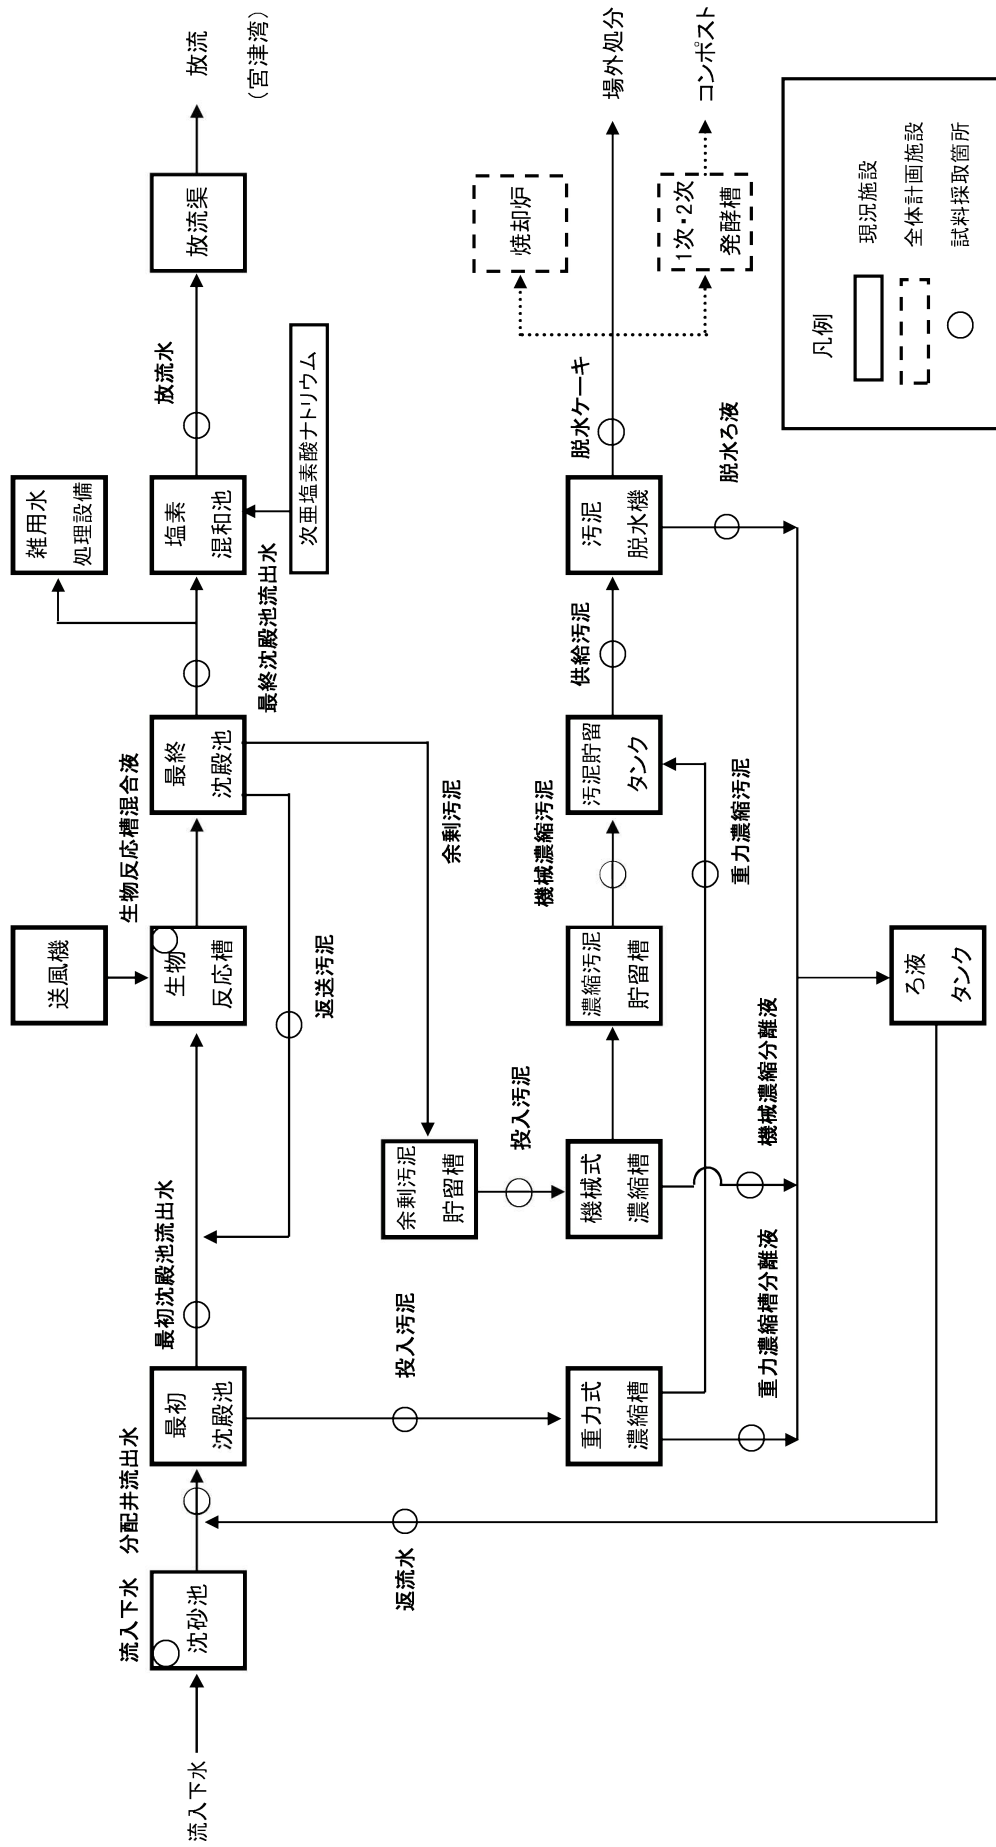 流入下水
流入下水
沈砂池
分配井流出水
最初
沈殿池
最初沈殿池流出水
送風機
生物
反応槽
生物反応槽混合液
最終
沈殿池
最終沈殿池流出水
雑用水
処理設備
塩素
混和池
次亜塩素酸ナトリウム
放流水
放流渠
放流
（宮津湾）
返送汚泥
余剰汚泥
余剰汚泥
貯留槽
投入汚泥
投入汚泥
重力式
濃縮槽
機械式
濃縮槽
濃縮汚泥
貯留槽
機械濃縮汚泥
重力濃縮汚泥
汚泥貯留
タンク
供給汚泥
汚泥
脱水機
脱水ケーキ
脱水ろ液
焼却炉
1次・2次
発酵槽
場外処分
コンポスト
返流水
重力濃縮槽分離液
機械濃縮分離液
ろ液
タンク
凡例
現況施設
全体計画施設
試料採取箇所